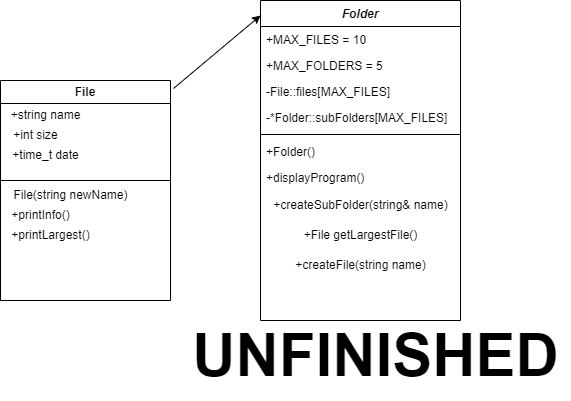 File
+string name
+int size
+time_t date
File(string newName)
+printInfo()
+printLargest()
Folder
+MAX_FILES = 10
+MAX_FOLDERS = 5
-File::files[MAX_FILES]
-*Folder::subFolders[MAX_FILES]
+Folder()
+displayProgram()
+createSubFolder(string& name)
+File getLargestFile()
+createFile(string name)
UNFINISHED